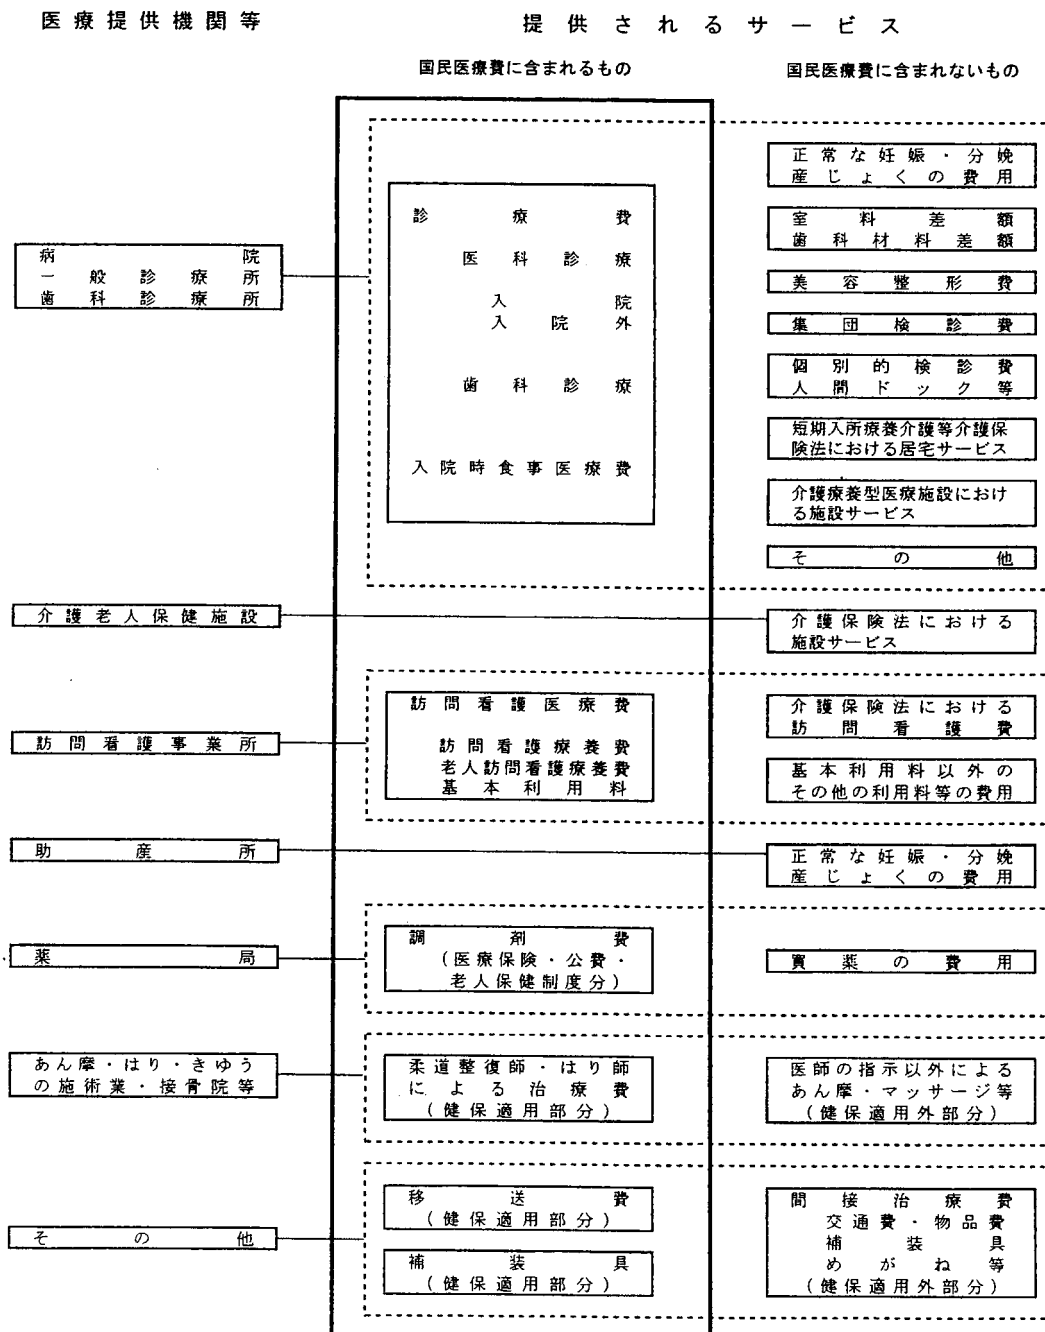 医療提供機関等
提供されるサービス
国民医療費に含まれるもの
国民医療費に含まれないもの
病院
一般診療所
歯科診療所
診療費
医科診療
入院
入院外
歯科診療
入院時食事医療費
正常な妊娠・分娩
産じょくの費用
室料差額
歯科材料差額
美容整形費
集団検診費
個別的検診費
人間ドック等
短期入所療養介護等介護保
険法における居宅サービス
介護療養型医療施設におけ
る施設サービス
その他
介護老人保健施設
介護保険法における
施設サービス
訪問看護事業所
訪問看護医療費
訪問看護療養費
老人訪問看護療養費
基本利用料
介護保険法における
訪問看護費
基本利用料以外の
その他の利用料等の費用
助産所
正常な妊娠・分娩
産じょくの費用
薬局
調剤費
(医療保険・公費・
老人保健制度分)
買薬の費用
あん摩・はり・きゆう
の施術業・接骨院等
柔道整復師・はり師
による治療費
(健保適用部分)
医師の指示以外による
あん摩・マッサージ等
(健保適用外部分)
その他
移送費
(健保適用部分)
補装具
(健保適用部分)
間接治療費
交通費・物品費
補装具
めがね等
(健保適用外部分)